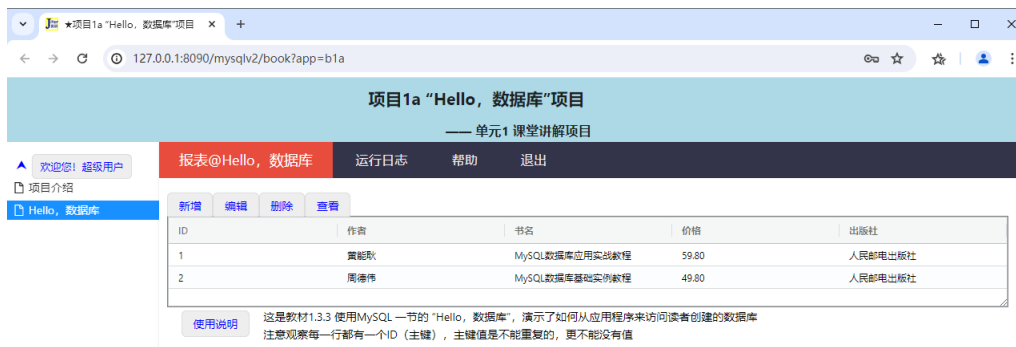 ★项目1a “Hello, 数据库”项目
127.0.0.1:8090/mysqlv2/book?app=b1a
项目1a “Hello, 数据库”项目
—— 单元1 课堂讲解项目
欢迎您! 超级用户
项目介绍
Hello, 数据库
报表@Hello, 数据库 运行日志 帮助 退出
新增 编辑 删除 查看
ID 作者 书名 价格 出版社
1 黄能耿 MySQL数据库应用实战教程 59.80 人民邮电出版社
2 周德伟 MySQL数据库基础实例教程 49.80 人民邮电出版社
使用说明
这是教材1.3.3 使用MySQL 一节的 “Hello, 数据库”, 演示了如何从应用程序来访问读者创建的数据库
注意观察每一行都有一个ID（主键）, 主键值是不能重复的, 更不能没有值